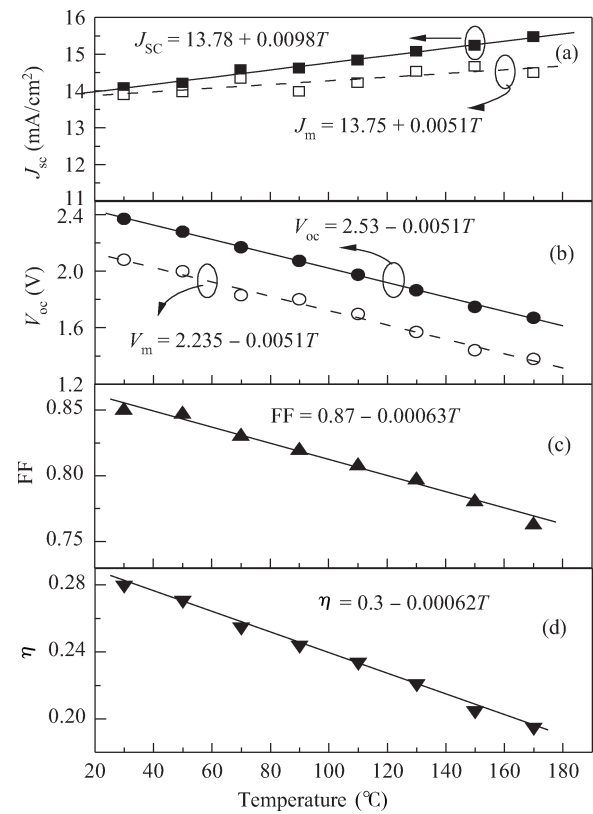 16
15
14
13
12
11
J_sc (mA/cm²)
J_SC = 13.78 + 0.0098T
(a)
J_m = 13.75 + 0.0051T
2.4
2.0
1.6
1.2
V_oc (V)
V_oc = 2.53 – 0.0051T
(b)
V_m = 2.235 – 0.0051T
0.85
0.80
0.75
FF
FF = 0.87 – 0.00063T
(c)
0.28
0.24
0.20
η
η = 0.3 – 0.00062T
(d)
20 40 60 80 100 120 140 160 180
Temperature (℃)